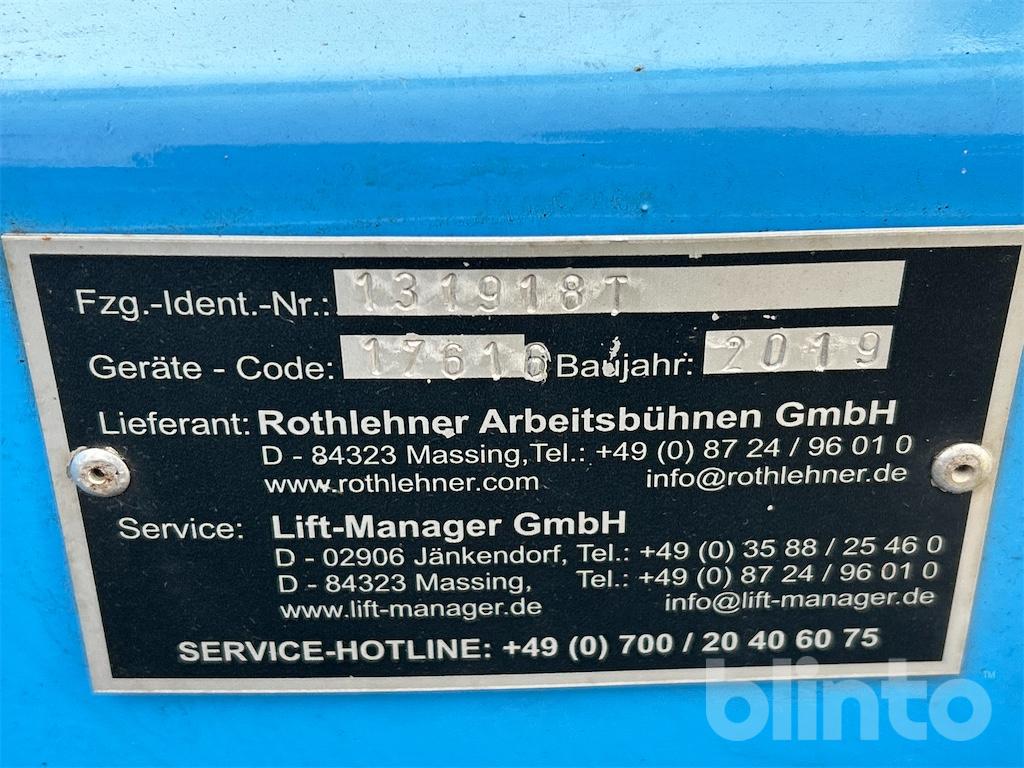 Fzg.-Ident.-Nr.: 131918T
Geräte - Code: 17616 Baujahr: 2019
Lieferant: Rothlehner Arbeitsbühnen GmbH
D - 84323 Massing, Tel.: +49 (0) 87 24 / 96 01 0
www.rothlehner.com info@rothlehner.de
Service: Lift-Manager GmbH
D - 02906 Jänkendorf, Tel.: +49 (0) 35 88 / 25 46 0
D - 84323 Massing, Tel.: +49 (0) 87 24 / 96 01 0
www.lift-manager.de info@lift-manager.de
SERVICE-HOTLINE: +49 (0) 700 / 20 40 60 75
blinto™